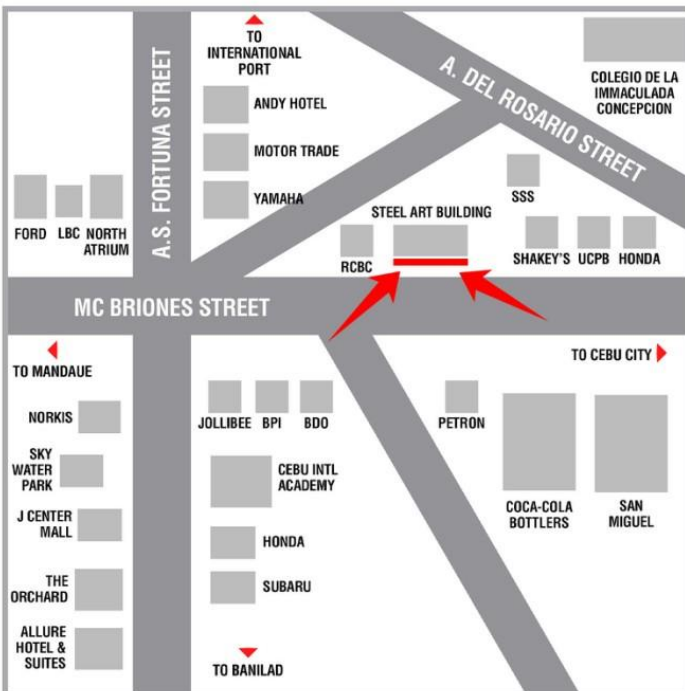 TO
INTERNATIONAL
PORT
A.S. FORTUNA STREET
A. DEL ROSARIO STREET
COLEGIO DE LA
IMMACULADA
CONCEPCION
ANDY HOTEL
MOTOR TRADE
YAMAHA
FORD
LBC
NORTH
ATRIUM
SSS
STEEL ART BUILDING
RCBC
SHAKEY'S
UCPB
HONDA
MC BRIONES STREET
TO MANDAUE
TO CEBU CITY
NORKIS
SKY
WATER
PARK
J CENTER
MALL
THE
ORCHARD
ALLURE
HOTEL &
SUITES
JOLLIBEE
BPI
BDO
CEBU INTL
ACADEMY
HONDA
SUBARU
TO BANILAD
PETRON
COCA-COLA
BOTTLERS
SAN
MIGUEL